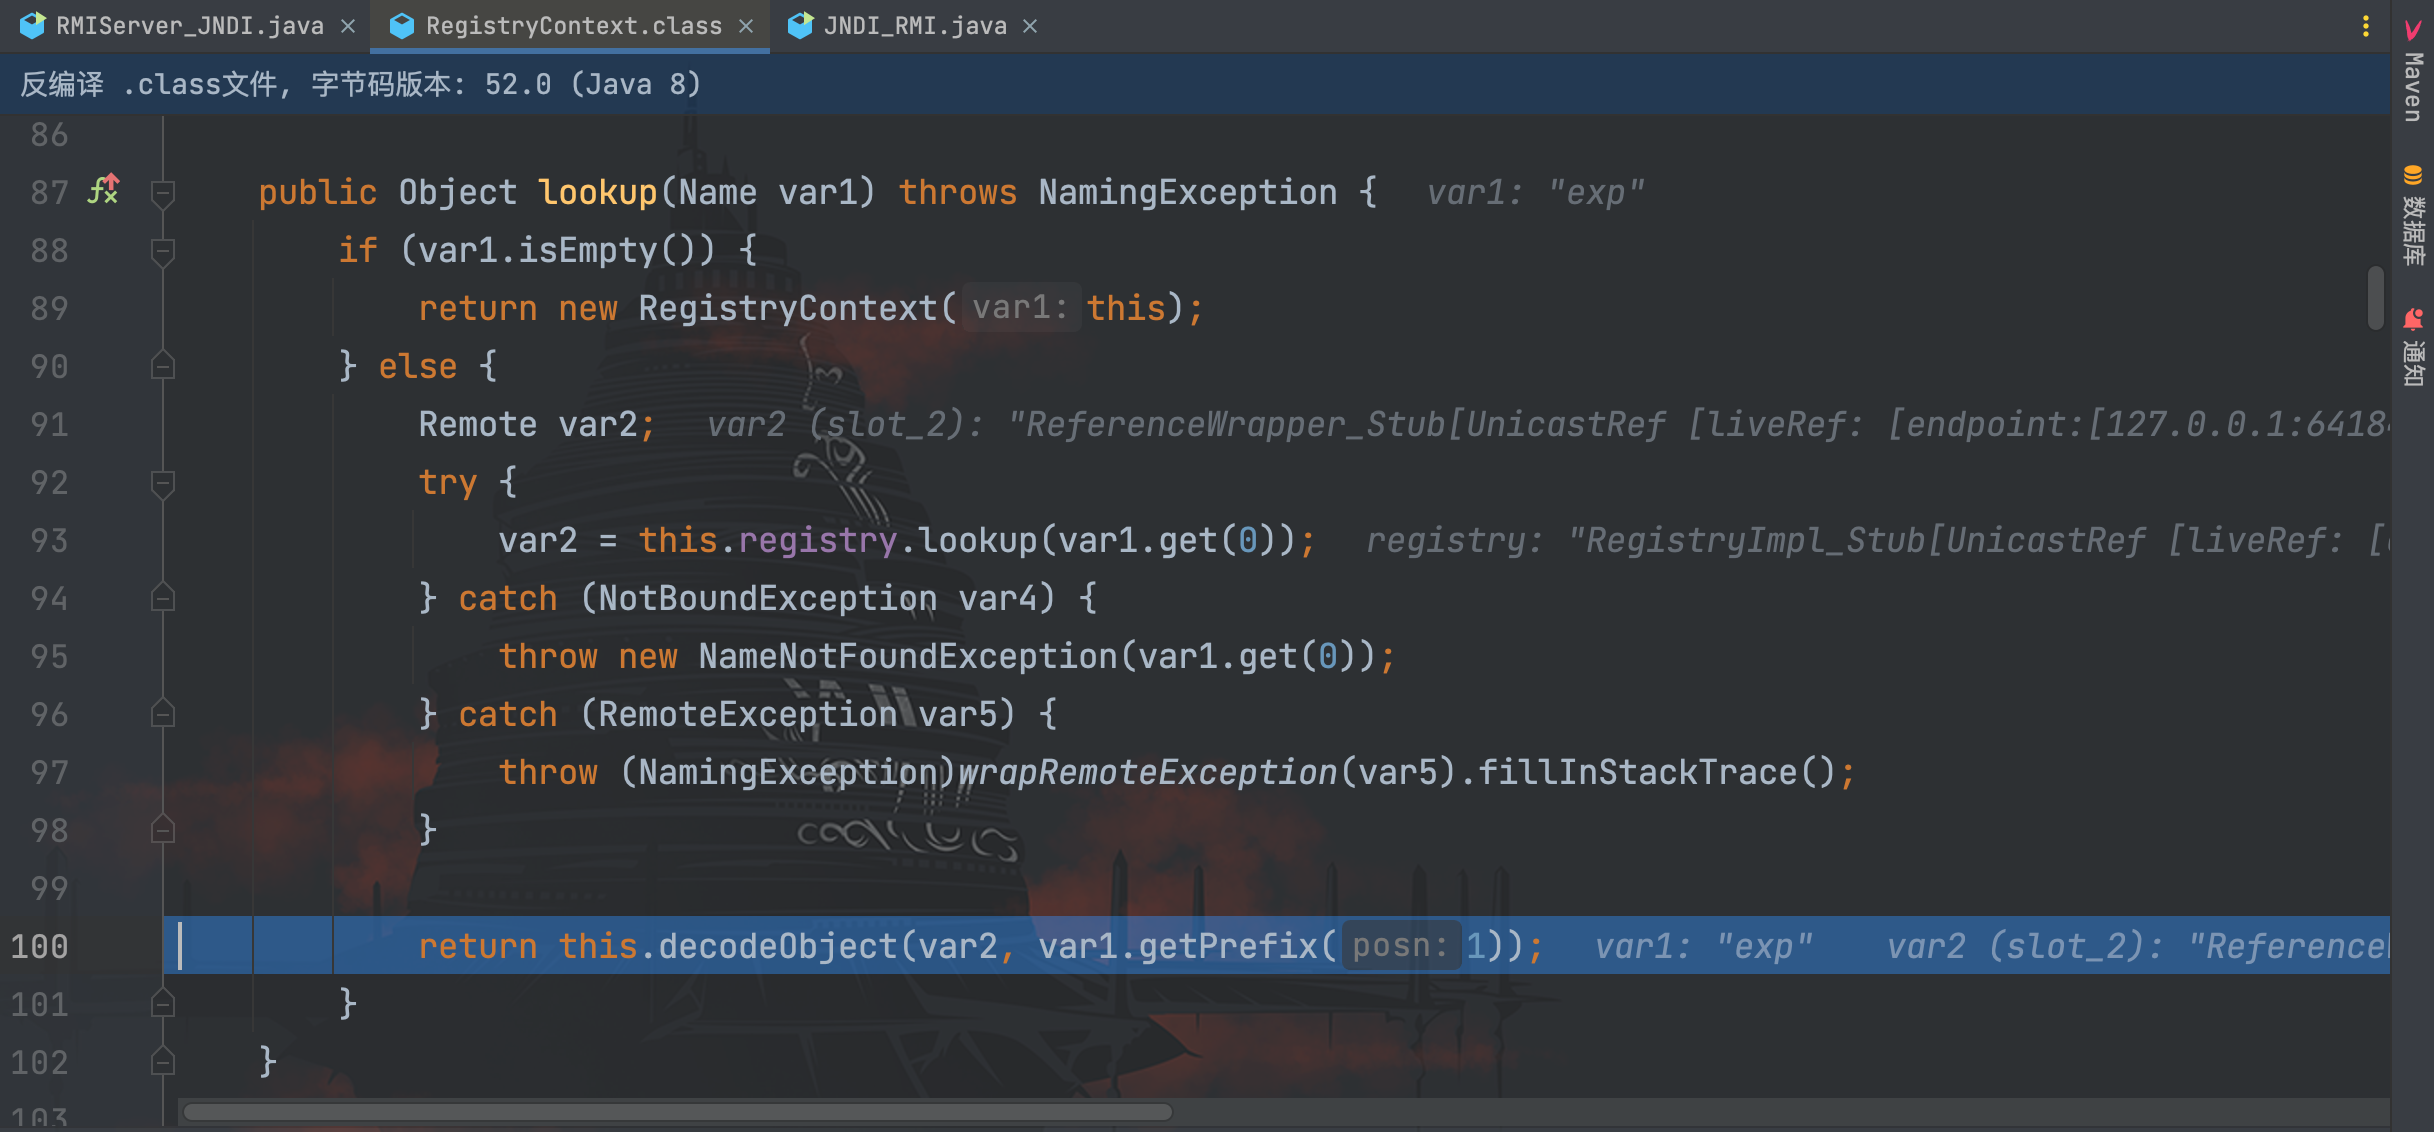 RMIServer_JNDI.java
RegistryContext.class
JNDI_RMI.java
反编译 .class文件, 字节码版本: 52.0 (Java 8)
86
87 public Object lookup(Name var1) throws NamingException { var1: "exp"
88 if (var1.isEmpty()) {
89 return new RegistryContext( var1: this);
90 } else {
91 Remote var2; var2 (slot_2): "ReferenceWrapper_Stub[UnicastRef [liveRef: [endpoint:[127.0.0.1:6418
92 try {
93 var2 = this.registry.lookup(var1.get(0)); registry: "RegistryImpl_Stub[UnicastRef [liveRef: [
94 } catch (NotBoundException var4) {
95 throw new NameNotFoundException(var1.get(0));
96 } catch (RemoteException var5) {
97 throw (NamingException)wrapRemoteException(var5).fillInStackTrace();
98 }
99
100 return this.decodeObject(var2, var1.getPrefix( posn: 1)); var1: "exp" var2 (slot_2): "Reference
101 }
102 }
103
Maven
数据库
通知